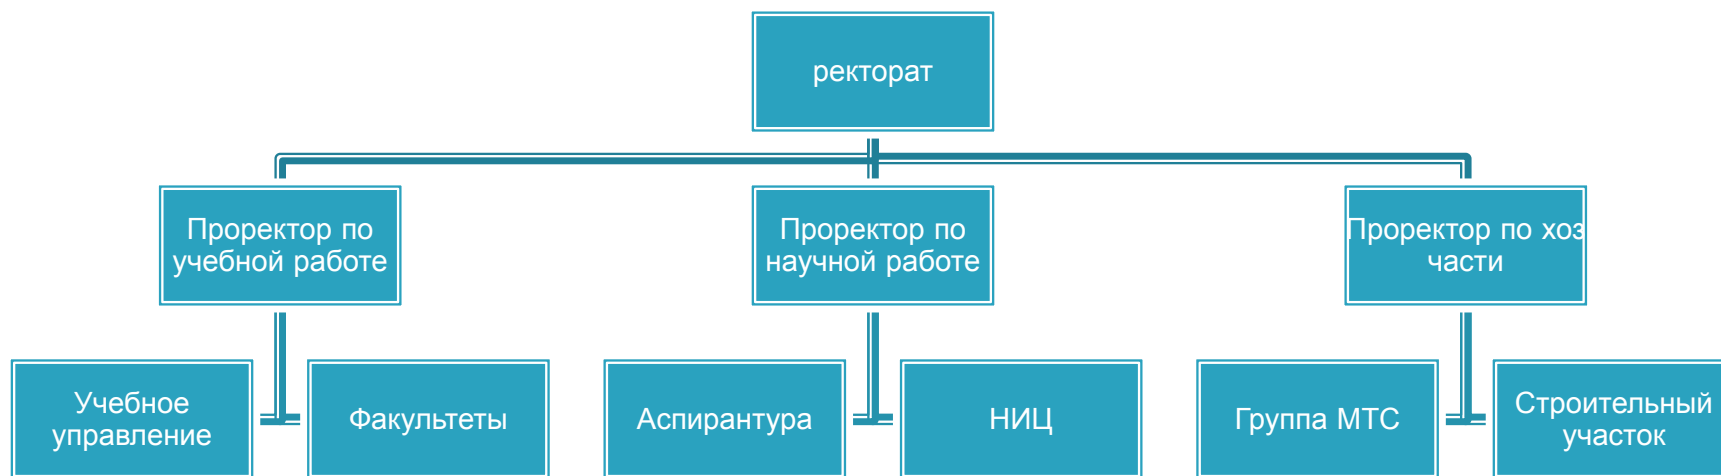 ректорат
Проректор по
учебной работе
Проректор по
научной работе
Проректор по хоз
части
Учебное
управление
Факультеты
Аспирантура
НИЦ
Группа МТС
Строительный
участок